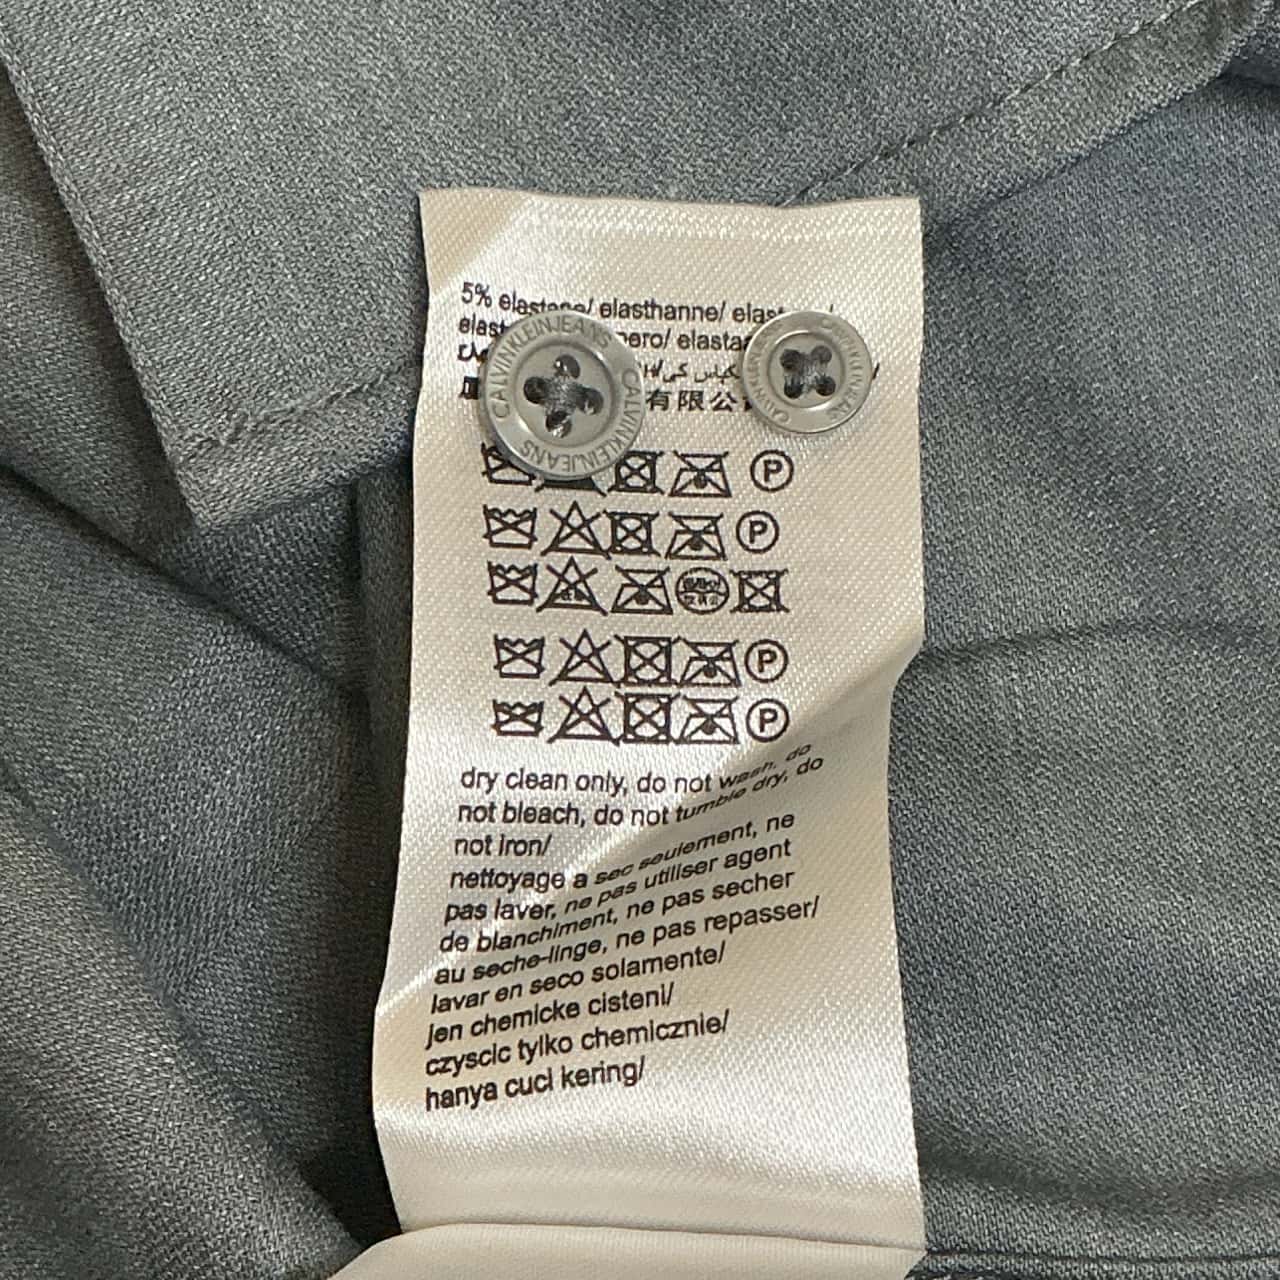 5% elastane/ elasthanne/
elastaa
CALVINKLEINJEANS CALVINKLEINJEANS
CALVINKLEIN
有限公
P
P
P
P
dry clean only, do not wash, do
not bleach, do not tumble dry, do
not iron/
nettoyage a sec seulement, ne
pas laver, ne pas utiliser agent
de blanchiment, ne pas secher
au seche-linge, ne pas repasser/
lavar en seco solamente/
jen chemicke cisteni/
czyscic tylko chemicznie/
hanya cuci kering/